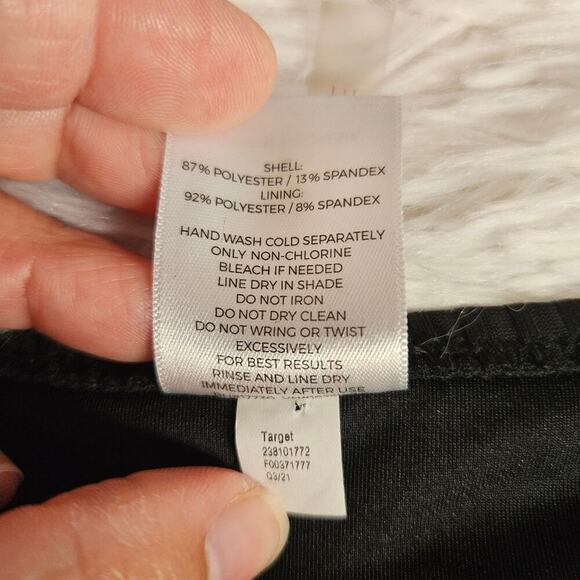 SHELL:
87% POLYESTER / 13% SPANDEX
LINING:
92% POLYESTER / 8% SPANDEX
HAND WASH COLD SEPARATELY
ONLY NON-CHLORINE
BLEACH IF NEEDED
LINE DRY IN SHADE
DO NOT IRON
DO NOT DRY CLEAN
DO NOT WRING OR TWIST
EXCESSIVELY
FOR BEST RESULTS
RINSE AND LINE DRY
IMMEDIATELY AFTER USE
Target
238101772
F00371777
Q3/21